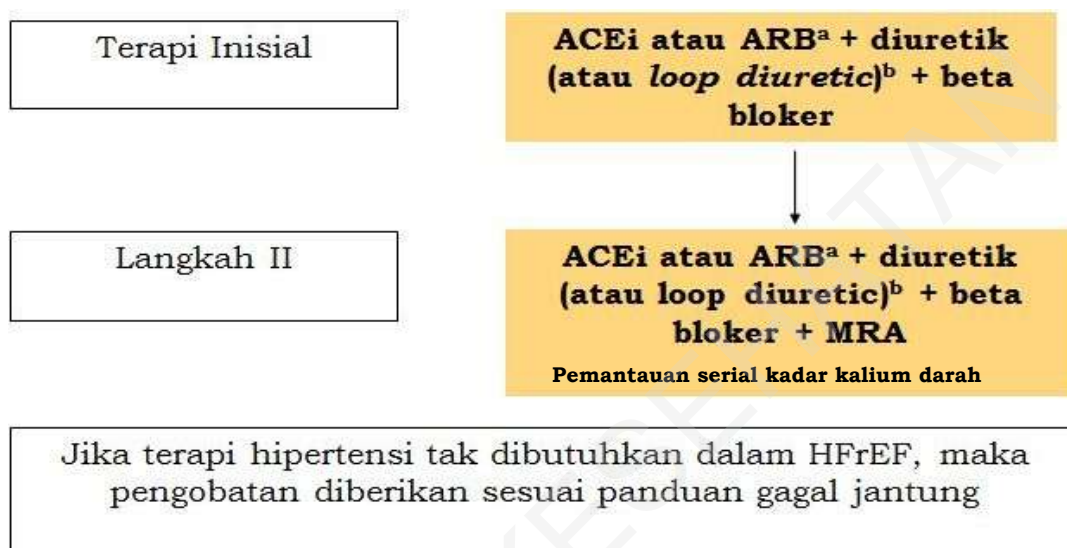 Terapi Inisial
ACEi atau ARBᵃ + diuretik
(atau loop diuretic)ᵇ + beta
bloker
Langkah II
ACEi atau ARBᵃ + diuretik
(atau loop diuretic)ᵇ + beta
bloker + MRA
Pemantauan serial kadar kalium darah
Jika terapi hipertensi tak dibutuhkan dalam HFrEF, maka
pengobatan diberikan sesuai panduan gagal jantung